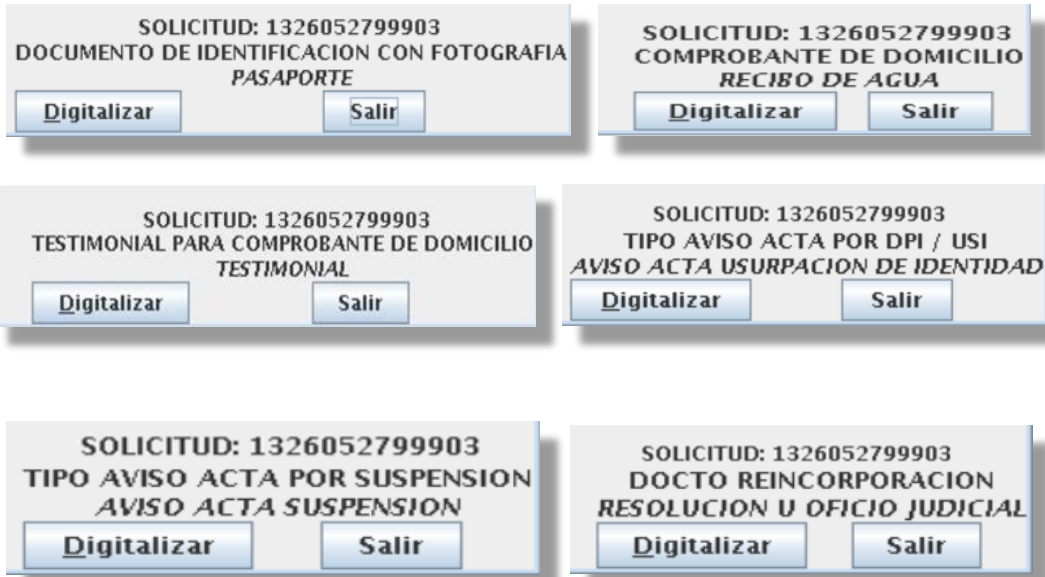 SOLICITUD: 1326052799903
DOCUMENTO DE IDENTIFICACION CON FOTOGRAFIA
PASAPORTE
Digitalizar Salir
SOLICITUD: 1326052799903
COMPROBANTE DE DOMICILIO
RECIBO DE AGUA
Digitalizar Salir
SOLICITUD: 1326052799903
TESTIMONIAL PARA COMPROBANTE DE DOMICILIO
TESTIMONIAL
Digitalizar Salir
SOLICITUD: 1326052799903
TIPO AVISO ACTA POR DPI / USI
AVISO ACTA USURPACION DE IDENTIDAD
Digitalizar Salir
SOLICITUD: 1326052799903
TIPO AVISO ACTA POR SUSPENSION
AVISO ACTA SUSPENSION
Digitalizar Salir
SOLICITUD: 1326052799903
DOCTO REINCORPORACION
RESOLUCION U OFICIO JUDICIAL
Digitalizar Salir